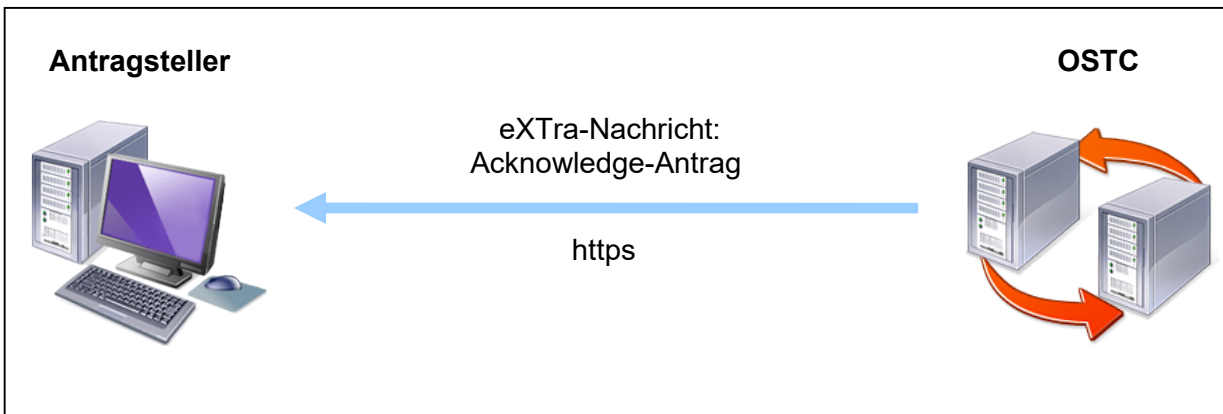 Antragsteller
OSTC
eXTra-Nachricht:
Acknowledge-Antrag
https